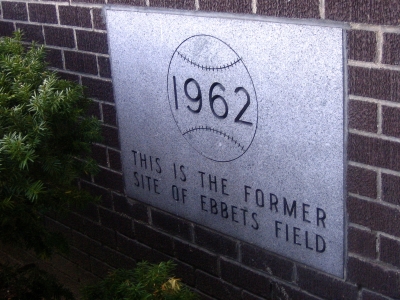 1962
THIS IS THE FORMER
SITE OF EBBETS FIELD